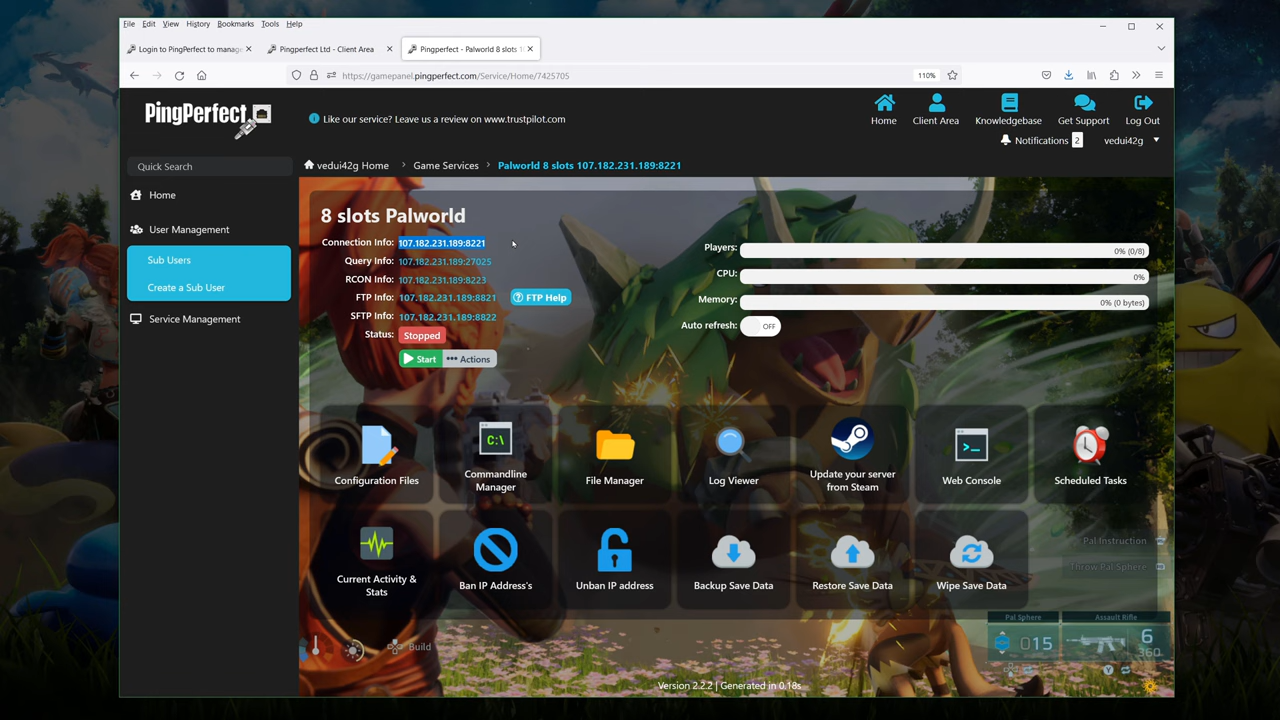 File Edit View History Bookmarks Tools Help
Login to PingPerfect to manage
Pingperfect Ltd - Client Area
Pingperfect - Palworld 8 slots 1
https://gamepanel.pingperfect.com/Service/Home/7425705
110%
PingPerfect
Like our service? Leave us a review on www.trustpilot.com
Home
Client Area
Knowledgebase
Get Support
Log Out
Notifications 2
vedui42g
Quick Search
vedui42g Home > Game Services > Palworld 8 slots 107.182.231.189:8221
Home
User Management
Sub Users
Create a Sub User
Service Management
8 slots Palworld
Connection Info: 107.182.231.189:8221
Query Info: 107.182.231.189:27025
RCON Info: 107.182.231.189:8223
FTP Info: 107.182.231.189:8821
FTP Help
SFTP Info: 107.182.231.189:8822
Status: Stopped
Start
Actions
Players: 0% (0/8)
CPU: 0%
Memory: 0% (0 bytes)
Auto refresh: OFF
Configuration Files
C:\
Commandline
Manager
File Manager
Log Viewer
Update your server
from Steam
Web Console
Scheduled Tasks
Current Activity &
Stats
Ban IP Address's
Unban IP address
Backup Save Data
Restore Save Data
Wipe Save Data
Pal Instruction
Throw Pal Sphere
Pal Sphere
Assault Rifle
015
6
360
Y
Build
Version 2.2.2 | Generated in 0.18s